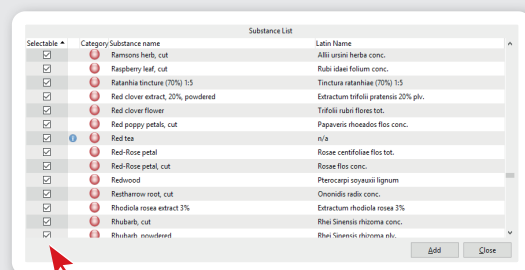 Substance List
Selectable Category Substance name Latin Name
Ramsons herb, cut Allii ursini herba conc.
Raspberry leaf, cut Rubi idaei folium conc.
Ratanhia tincture (70%) 1:5 Tinctura ratanhiae (70%) 1:5
Red clover extract, 20%, powdered Extractum trifolii pratensis 20% plv.
Red clover flower Trifolii rubri flores tot.
Red poppy petals, cut Papaveris rhoeados flos conc.
Red tea n/a
Red-Rose petal Rosae centifoliae flos tot.
Red-Rose petal, cut Rosae flos conc.
Redwood Pterocarpi soyauxii lignum
Restharrow root, cut Ononidis radix conc.
Rhodiola rosea extract 3% Extractum rhodiola rosea 3%
Rhubarb, cut Rhei Sinensis rhizoma conc.
Rhubarb, powdered Rhei Sinensis rhizoma plv.
Add Close